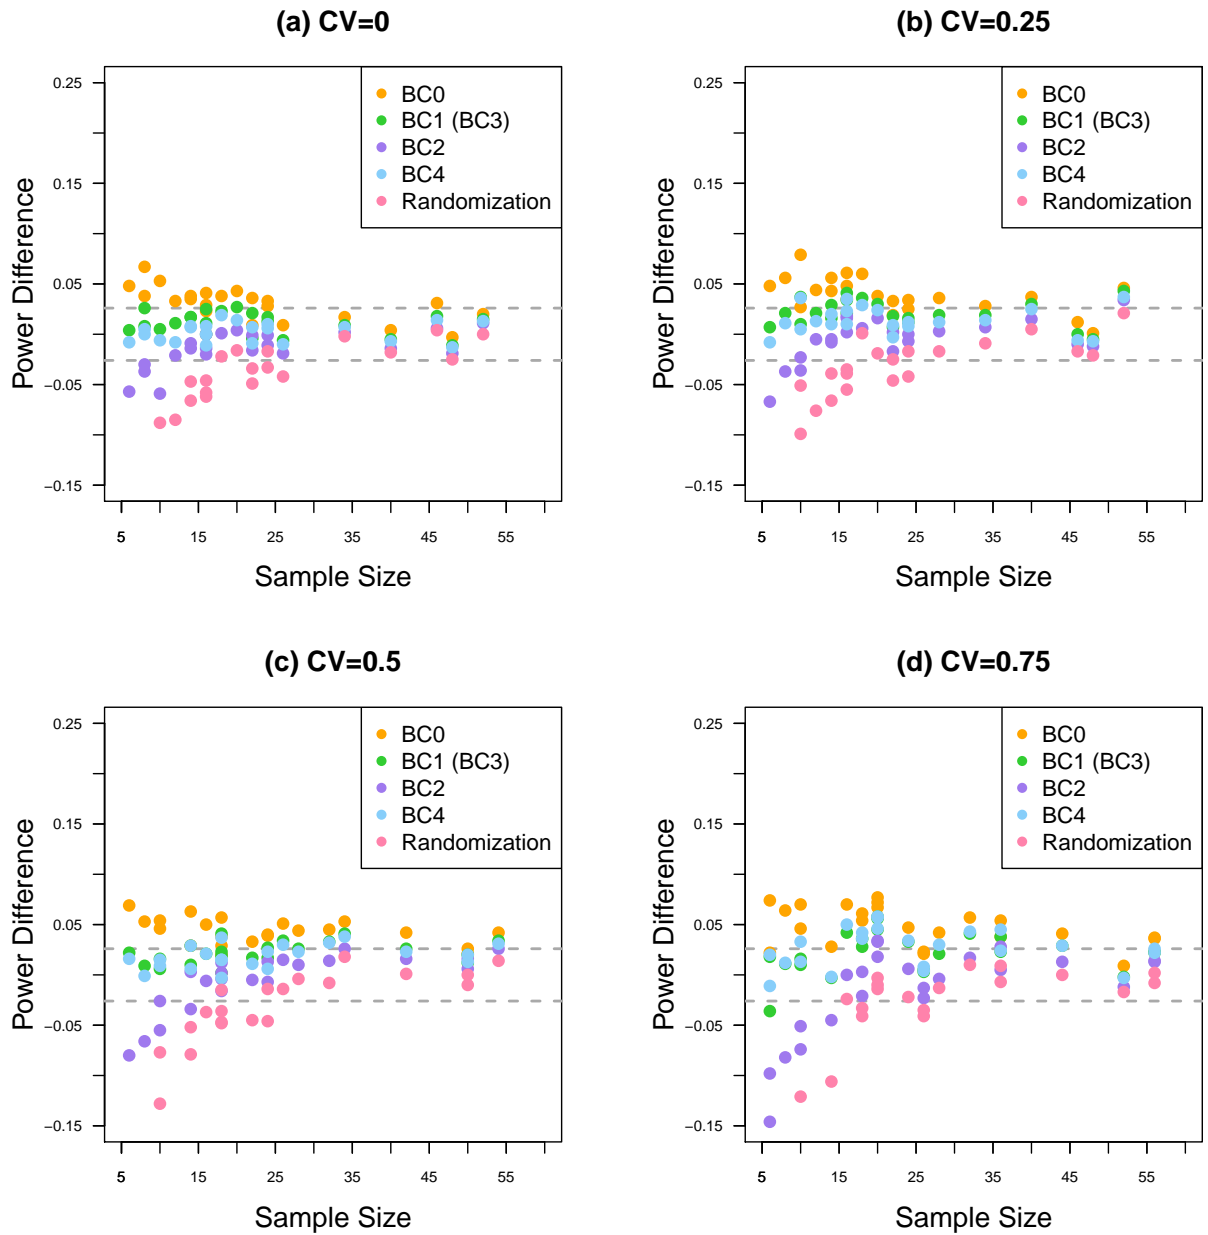 (a) CV=0
0.25
0.15
0.05
−0.05
−0.15
Power Difference
BC0
BC1 (BC3)
BC2
BC4
Randomization
5 15 25 35 45 55
Sample Size
(b) CV=0.25
0.25
0.15
0.05
−0.05
−0.15
Power Difference
BC0
BC1 (BC3)
BC2
BC4
Randomization
5 15 25 35 45 55
Sample Size
(c) CV=0.5
0.25
0.15
0.05
−0.05
−0.15
Power Difference
BC0
BC1 (BC3)
BC2
BC4
Randomization
5 15 25 35 45 55
Sample Size
(d) CV=0.75
0.25
0.15
0.05
−0.05
−0.15
Power Difference
BC0
BC1 (BC3)
BC2
BC4
Randomization
5 15 25 35 45 55
Sample Size